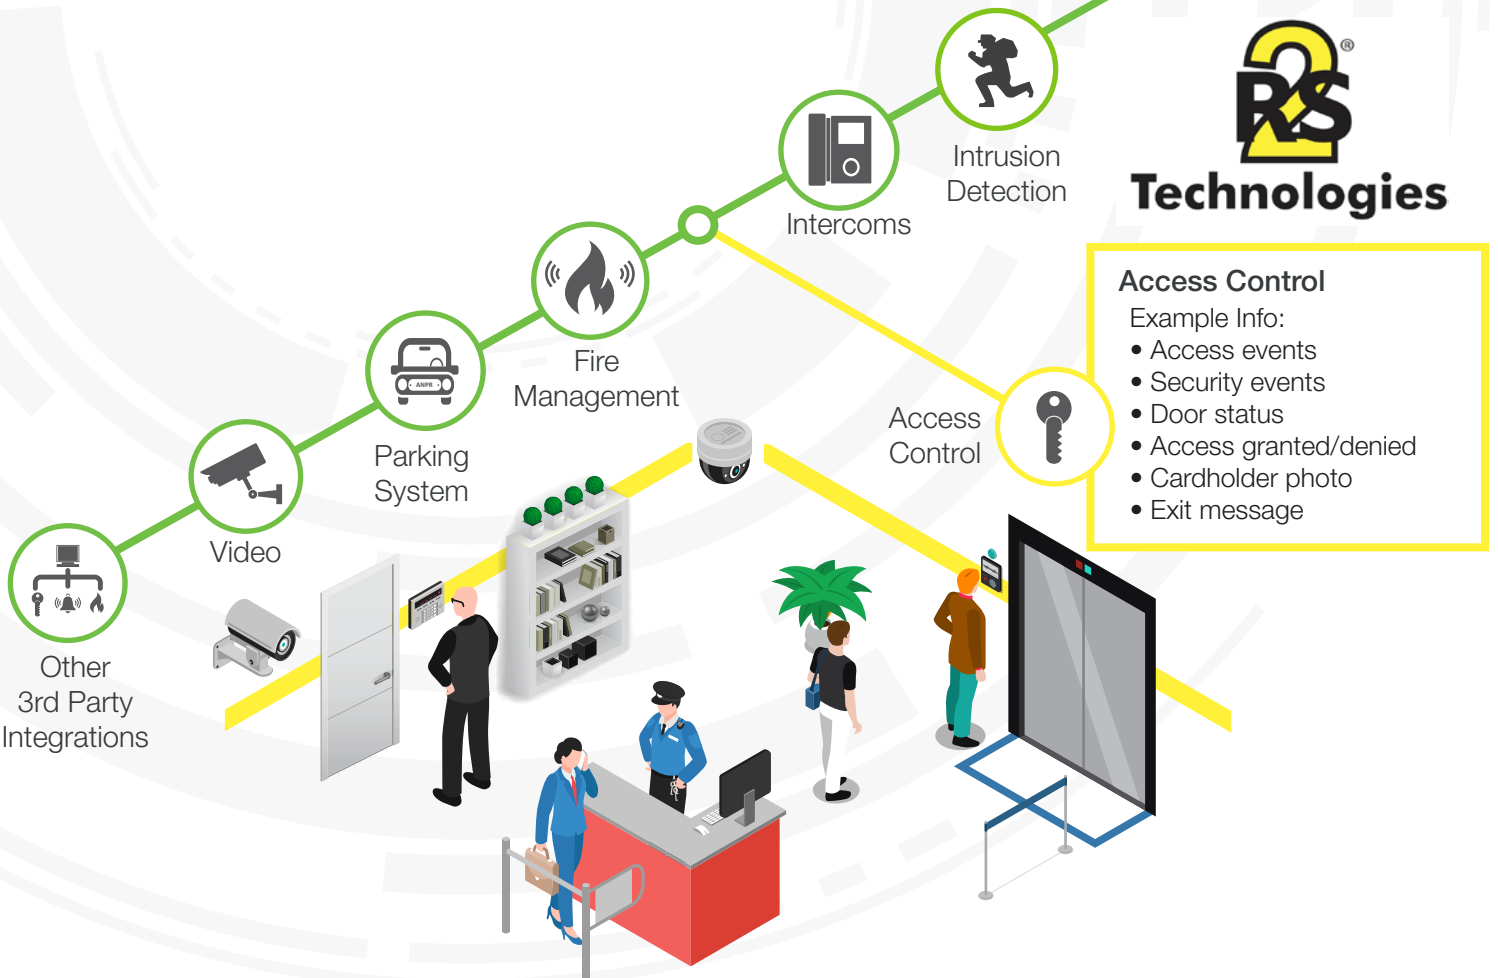 RS2®
Technologies
Intrusion
Detection
Intercoms
Fire
Management
ANPR
Parking
System
Video
Other
3rd Party
Integrations
Access
Control
Access Control
Example Info:
• Access events
• Security events
• Door status
• Access granted/denied
• Cardholder photo
• Exit message